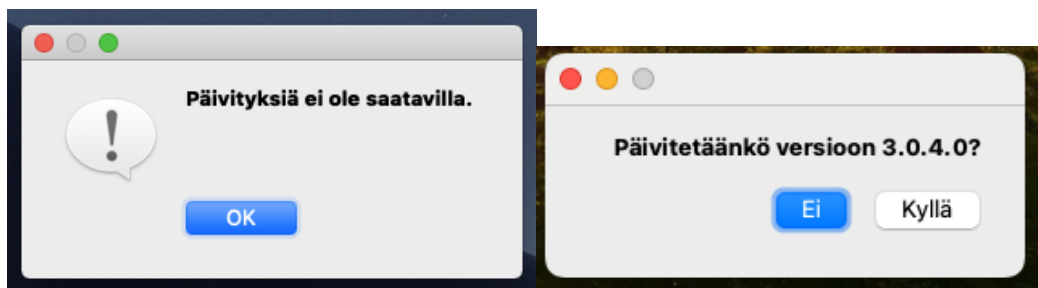 Päivityksiä ei ole saatavilla.
OK
Päivitetäänkö versioon 3.0.4.0?
Ei Kyllä